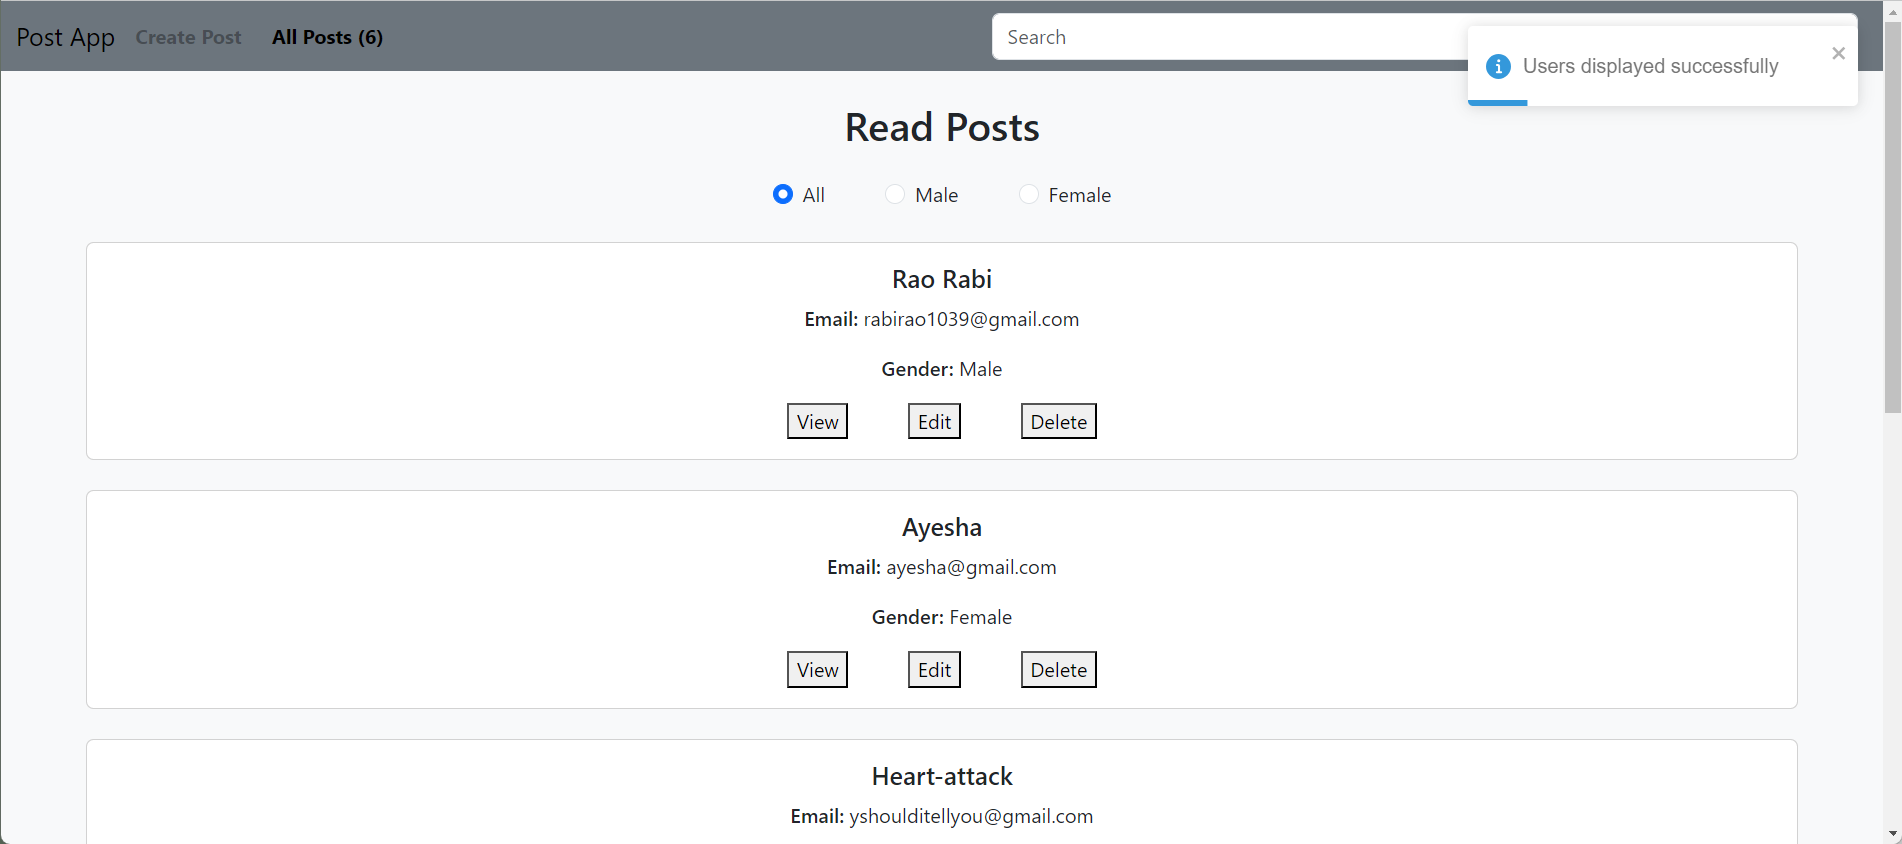 Post App Create Post All Posts (6) Search
Users displayed successfully
Read Posts
All Male Female
Rao Rabi
Email: rabirao1039@gmail.com
Gender: Male
View Edit Delete
Ayesha
Email: ayesha@gmail.com
Gender: Female
View Edit Delete
Heart-attack
Email: yshoulditellyou@gmail.com